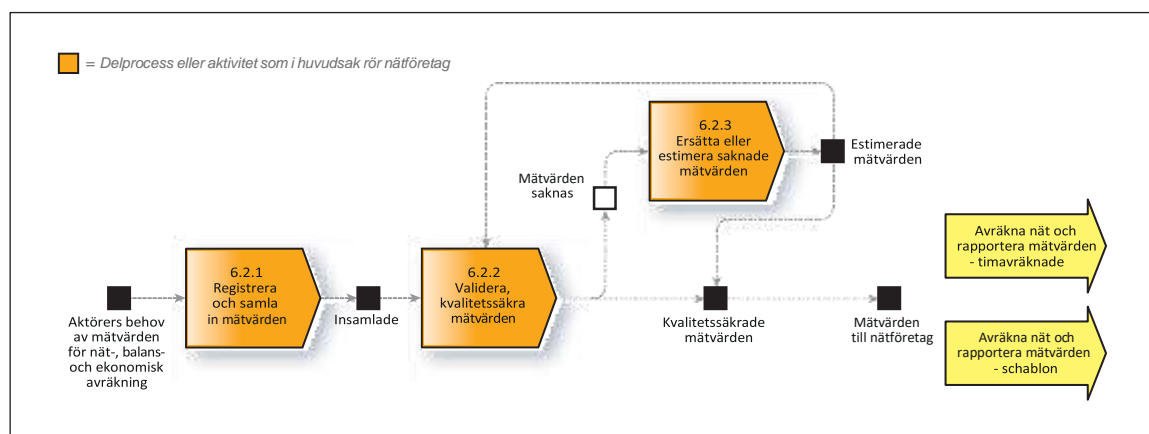 = Delprocess eller aktivitet som i huvudsak rör nätföretag
6.2.3
Ersätta eller
estimera saknade
mätvärden
Estimerade
mätvärden
Mätvärden
saknas
6.2.1
Registrera
och samla
in mätvärden
6.2.2
Validera,
kvalitetssäkra
mätvärden
Aktörers behov
av mätvärden
för nät-, balans-
och ekonomisk
avräkning
Insamlade
Kvalitetssäkrade
mätvärden
Mätvärden
till nätföretag
Avräkna nät och
rapportera mätvärden
- timavräknade
Avräkna nät och
rapportera mätvärden
- schablon